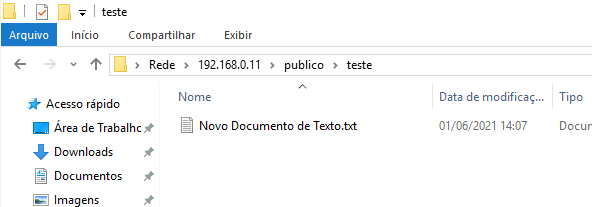 teste
Arquivo Início Compartilhar Exibir
Rede 192.168.0.11 publico teste
Acesso rápido
Área de Trabalho
Downloads
Documentos
Imagens
Nome Data de modificaç... Tipo
Novo Documento de Texto.txt 01/06/2021 14:07 Docum